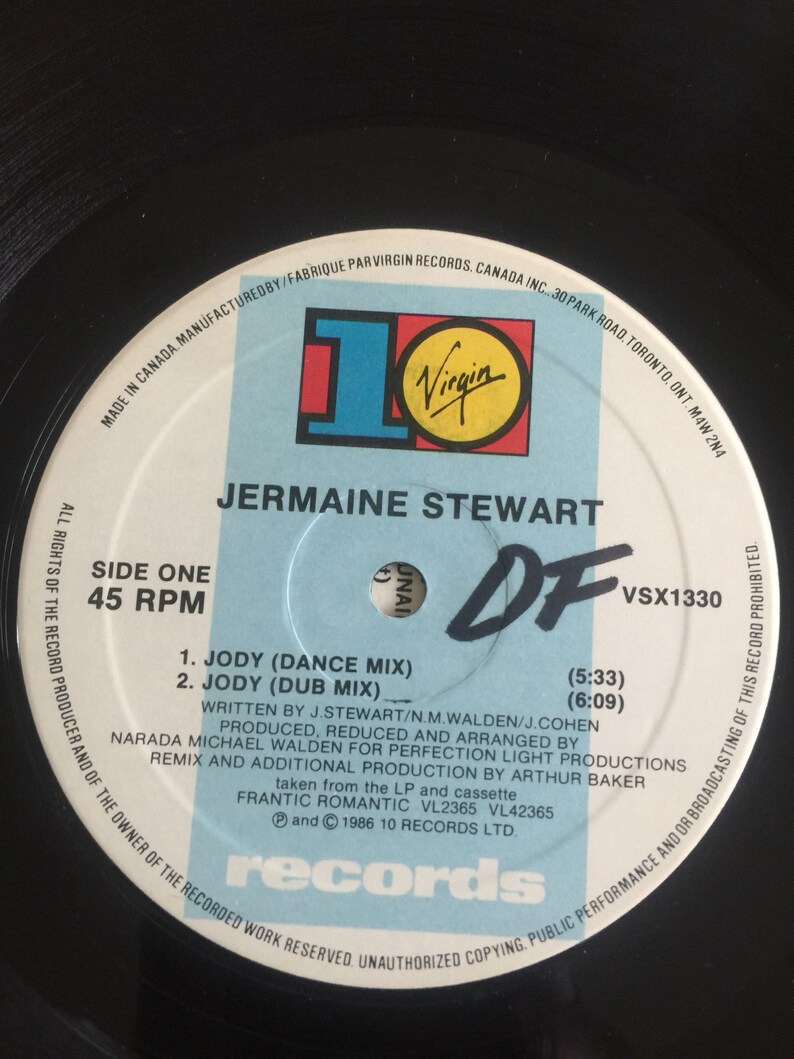 MADE IN CANADA. MANUFACTURED BY / FABRIQUE PAR VIRGIN RECORDS. CANADA INC., 30 PARK ROAD, TORONTO. ONT. M4W 2N4
10
Virgin
JERMAINE STEWART
SIDE ONE
45 RPM
DF
VSX1330
1. JODY (DANCE MIX) (5:33)
2. JODY (DUB MIX) (6:09)
WRITTEN BY J.STEWART/N.M.WALDEN/J.COHEN
PRODUCED, REDUCED AND ARRANGED BY
NARADA MICHAEL WALDEN FOR PERFECTION LIGHT PRODUCTIONS
REMIX AND ADDITIONAL PRODUCTION BY ARTHUR BAKER
taken from the LP and cassette
FRANTIC ROMANTIC VL2365 VL42365
Ⓟ and © 1986 10 RECORDS LTD.
records
ALL RIGHTS OF THE RECORD PRODUCER AND OF THE OWNER OF THE RECORDED WORK RESERVED. UNAUTHORIZED COPYING. PUBLIC PERFORMANCE AND/OR BROADCASTING OF THIS RECORD PROHIBITED.